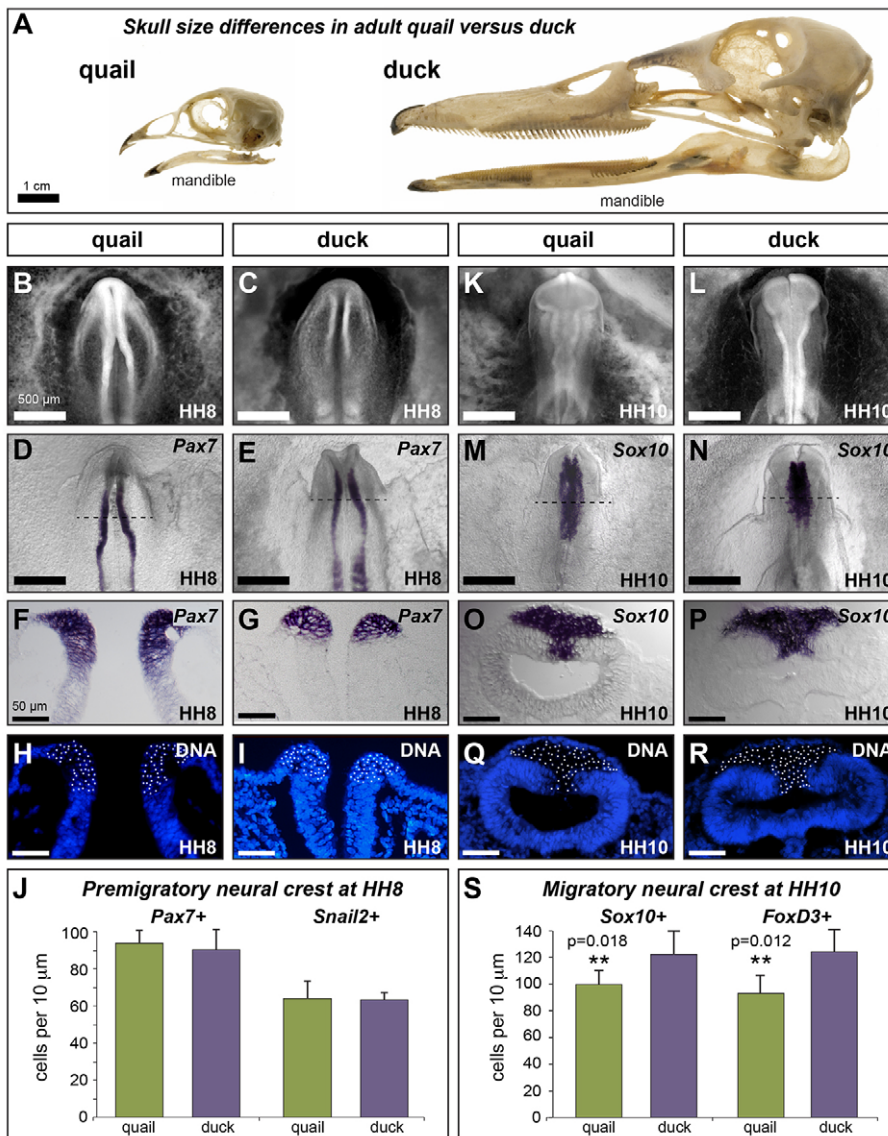 A Skull size differences in adult quail versus duck
quail
duck
mandible
mandible
1 cm
quail
duck
quail
duck
B
500 µm
HH8
C
HH8
K
HH10
L
HH10
D
Pax7
HH8
E
Pax7
HH8
M
Sox10
HH10
N
Sox10
HH10
F
Pax7
50 µm
HH8
G
Pax7
HH8
O
Sox10
HH10
P
Sox10
HH10
H
DNA
HH8
I
DNA
HH8
Q
DNA
HH10
R
DNA
HH10
J Premigratory neural crest at HH8
Pax7+ Snail2+
cells per 10 µm
100
80
60
40
20
0
quail duck quail duck
S Migratory neural crest at HH10
Sox10+ FoxD3+
p=0.018 p=0.012
** **
cells per 10 µm
140
120
100
80
60
40
20
0
quail duck quail duck